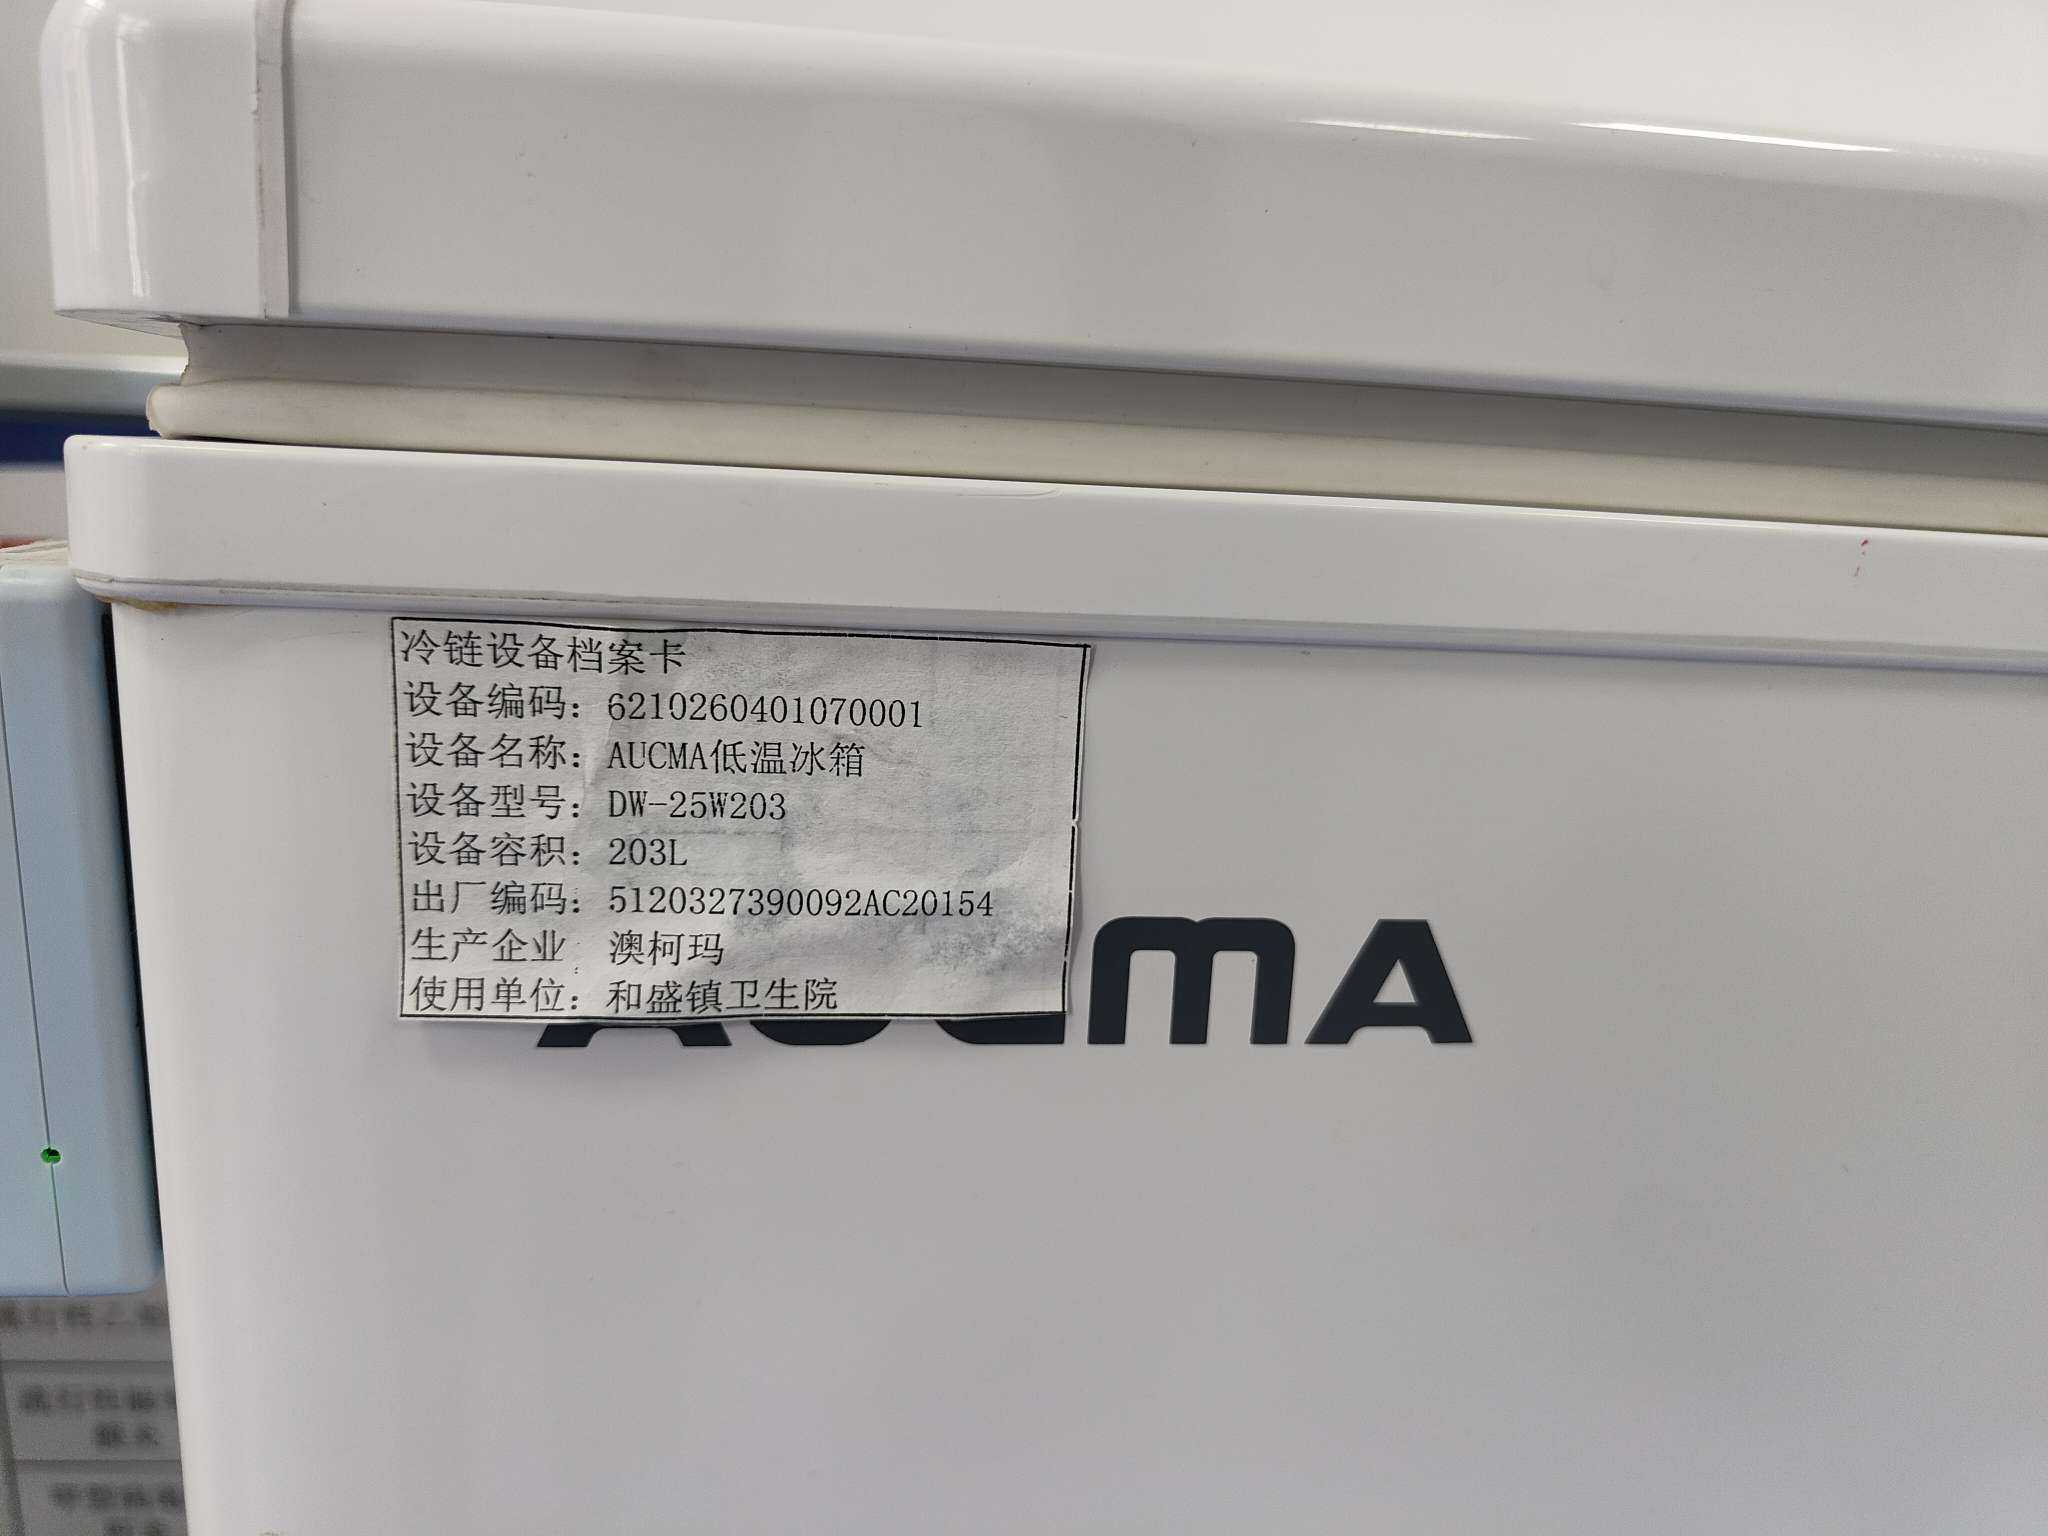 冷链设备档案卡
设备编码：6210260401070001
设备名称：AUCMA低温冰箱
设备型号：DW-25W203
设备容积：203L
出厂编码：5120327390092AC20154
生产企业：澳柯玛
使用单位：和盛镇卫生院
AUCMA